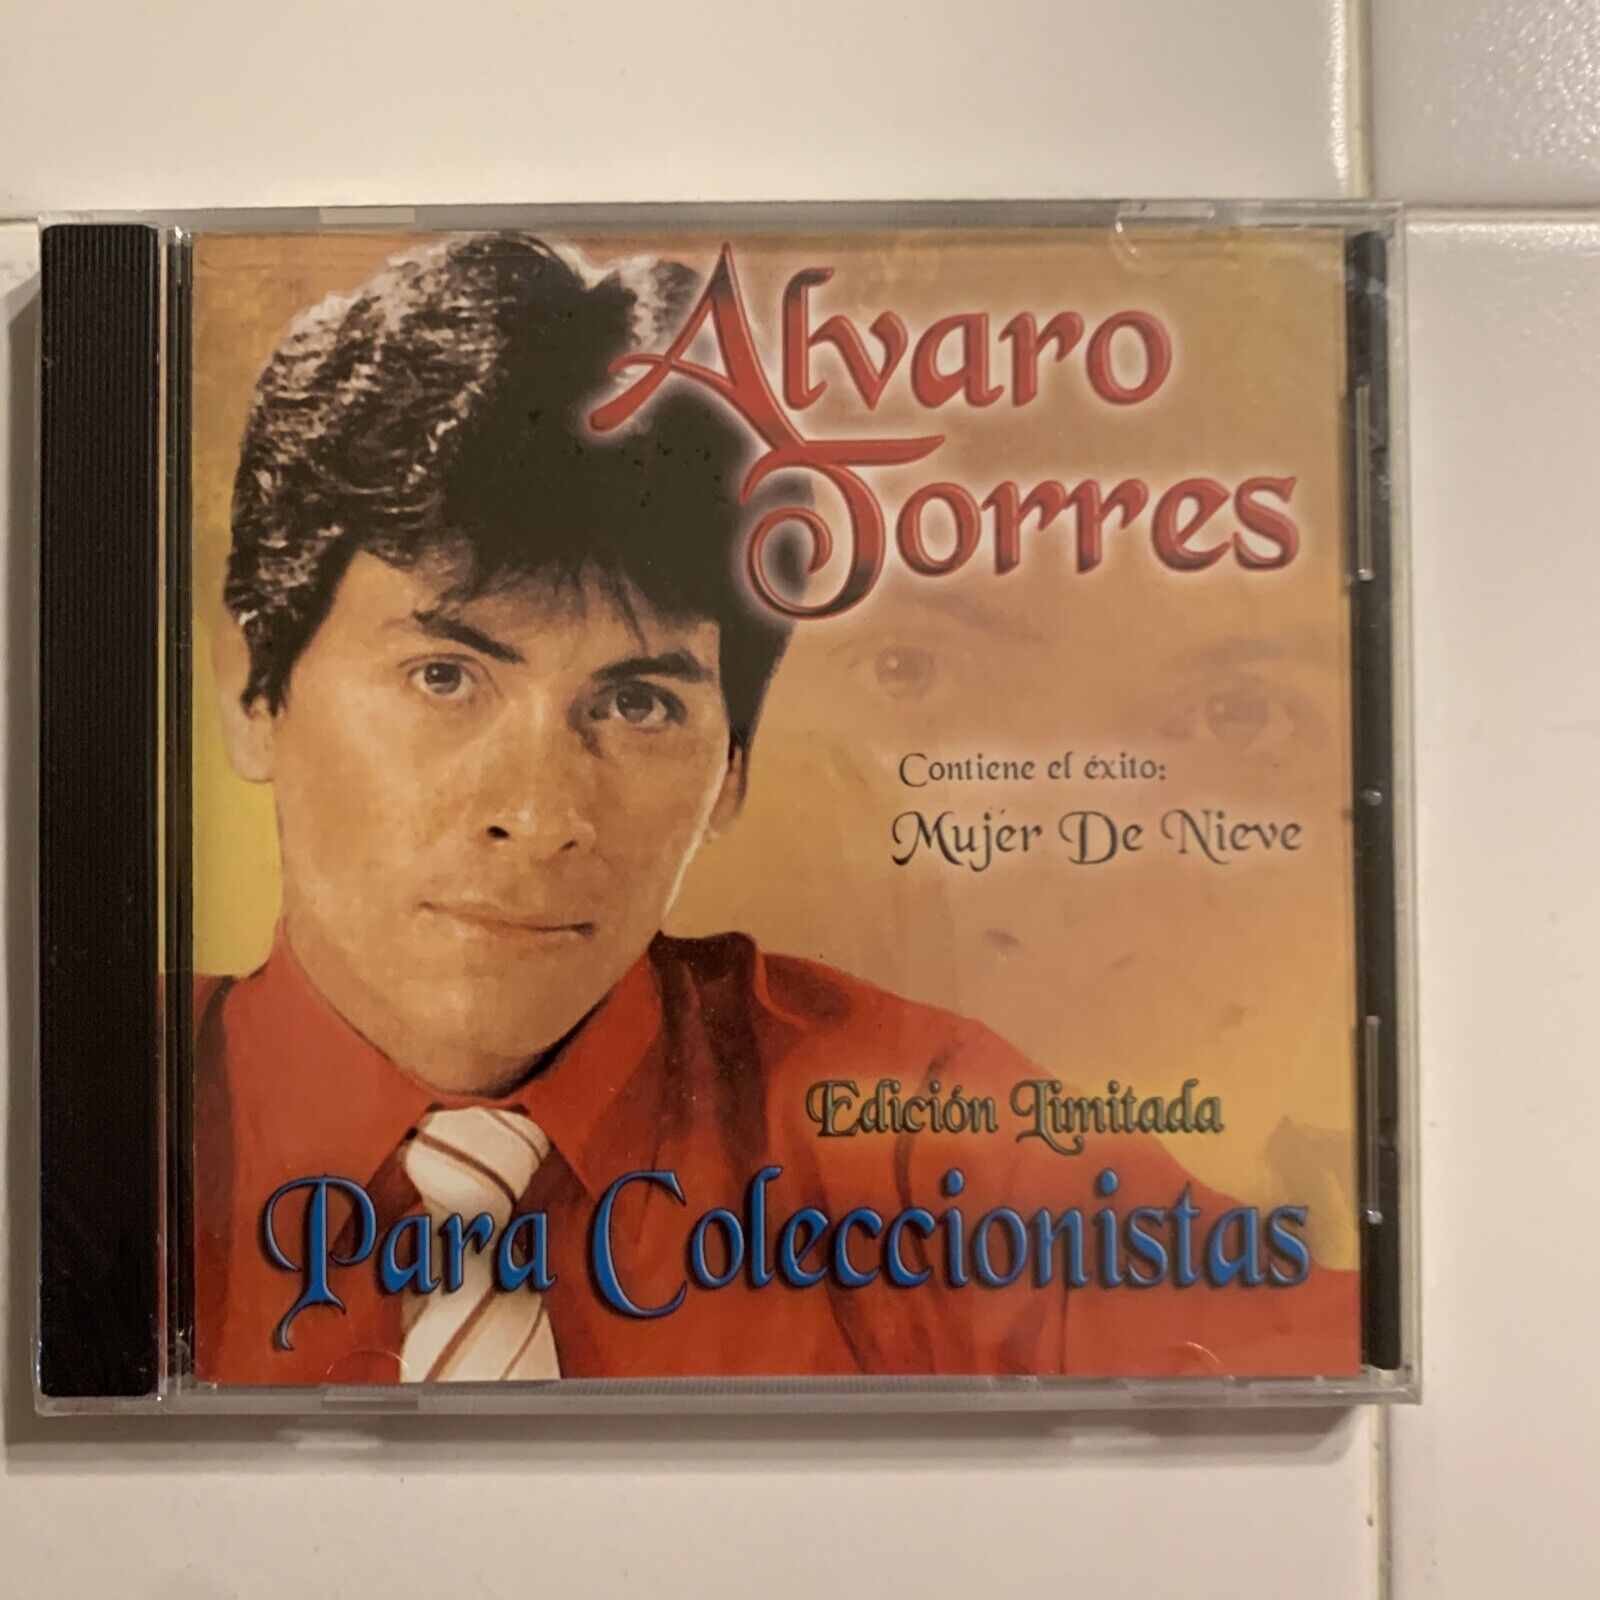 Alvaro
Torres
Contiene el éxito:
Mujer De Nieve
Edición Limitada
Para Coleccionistas